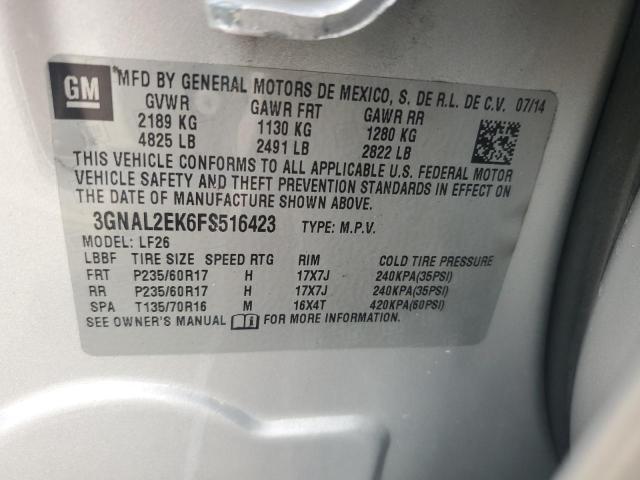 GM
MFD BY GENERAL MOTORS DE MEXICO, S. DE R.L. DE C.V. 07/14
GVWR GAWR FRT GAWR RR
2189 KG 1130 KG 1280 KG
4825 LB 2491 LB 2822 LB
THIS VEHICLE CONFORMS TO ALL APPLICABLE U.S. FEDERAL MOTOR
VEHICLE SAFETY AND THEFT PREVENTION STANDARDS IN EFFECT ON
THE DATE OF MANUFACTURE SHOWN ABOVE.
3GNAL2EK6FS516423 TYPE: M.P.V.
MODEL: LF26
LBBF TIRE SIZE SPEED RTG RIM COLD TIRE PRESSURE
FRT P235/60R17 H 17X7J 240KPA(35PSI)
RR P235/60R17 H 17X7J 240KPA(35PSI)
SPA T135/70R16 M 16X4T 420KPA(60PSI)
SEE OWNER'S MANUAL FOR MORE INFORMATION.